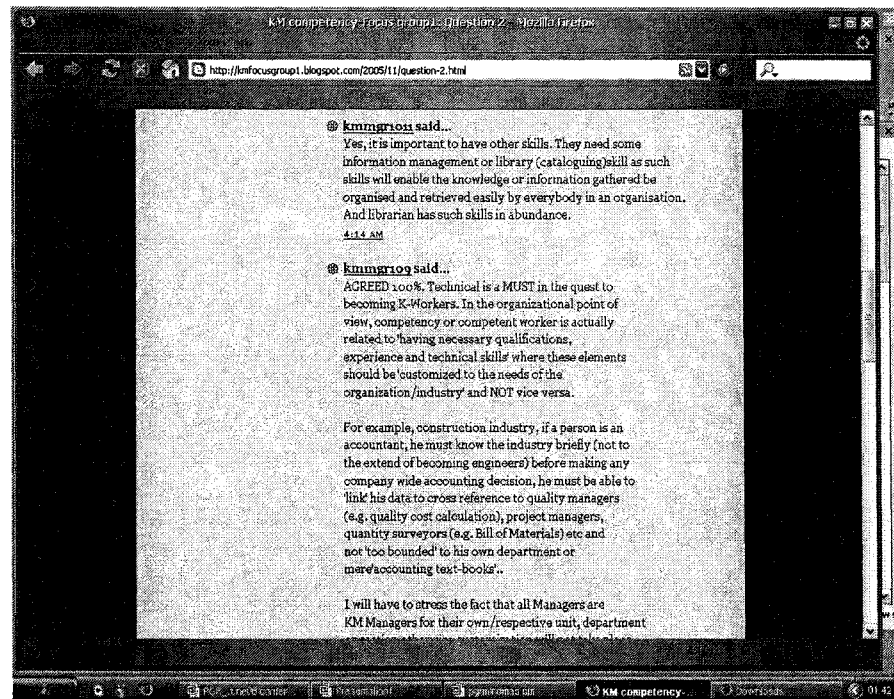 KM competency-Focus group1: Question 2 - Mozilla Firefox
http://kmfocusgroup1.blogspot.com/2005/11/question-2.html
kmmgr1011 said...
Yes, it is important to have other skills. They need some
information management or library (cataloguing)skill as such
skills will enable the knowledge or information gathered be
organised and retrieved easily by everybody in an organisation.
And librarian has such skills in abundance.
4:14 AM
kmmgr109 said...
AGREED 100%. Technical is a MUST in the quest to
becoming K-Workers. In the organizational point of
view, competency or competent worker is actually
related to 'having necessary qualifications,
experience and technical skills' where these elements
should be 'customized to the needs of the
organization/industry' and NOT vice versa.
For example, construction industry, if a person is an
accountant, he must know the industry briefly (not to
the extend of becoming engineers) before making any
company wide accounting decision, he must be able to
'link' his data to cross reference to quality managers
(e.g. quality cost calculation), project managers,
quantity surveyors (e.g. Bill of Materials) etc and
not 'too bounded' to his own department or
mere'accounting text-books'..
I will have to stress the fact that all Managers are
KM Managers for their own/respective unit, department
KM competency-...
Downloads